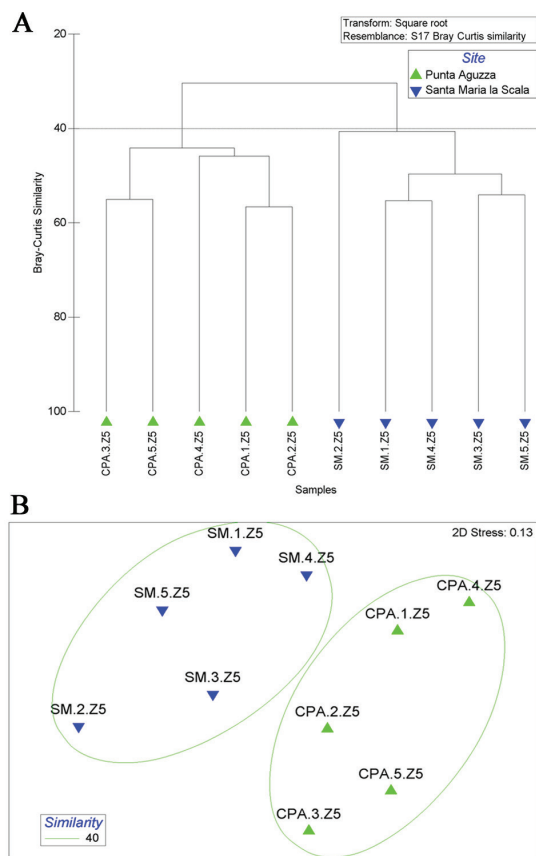 A
Transform: Square root
Resemblance: S17 Bray Curtis similarity
Site
Punta Aguzza
Santa Maria la Scala
20
40
60
80
100
Bray-Curtis Similarity
CPA.3.Z5
CPA.5.Z5
CPA.4.Z5
CPA.1.Z5
CPA.2.Z5
SM.2.Z5
SM.1.Z5
SM.4.Z5
SM.3.Z5
SM.5.Z5
Samples
B
2D Stress: 0.13
SM.1.Z5
SM.4.Z5
CPA.4.Z5
SM.5.Z5
CPA.1.Z5
SM.3.Z5
SM.2.Z5
CPA.2.Z5
CPA.5.Z5
CPA.3.Z5
Similarity
40